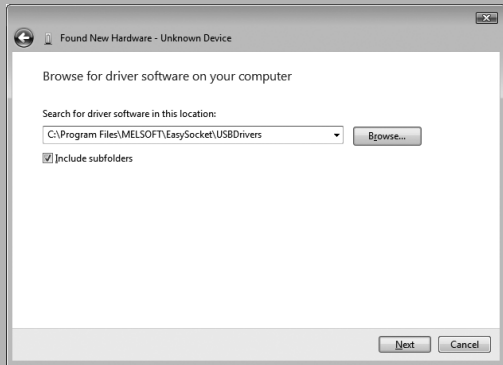 Found New Hardware - Unknown Device
Browse for driver software on your computer
Search for driver software in this location:
C:\Program Files\MELSOFT\EasySocket\USBDrivers
Browse...
Include subfolders
Next
Cancel